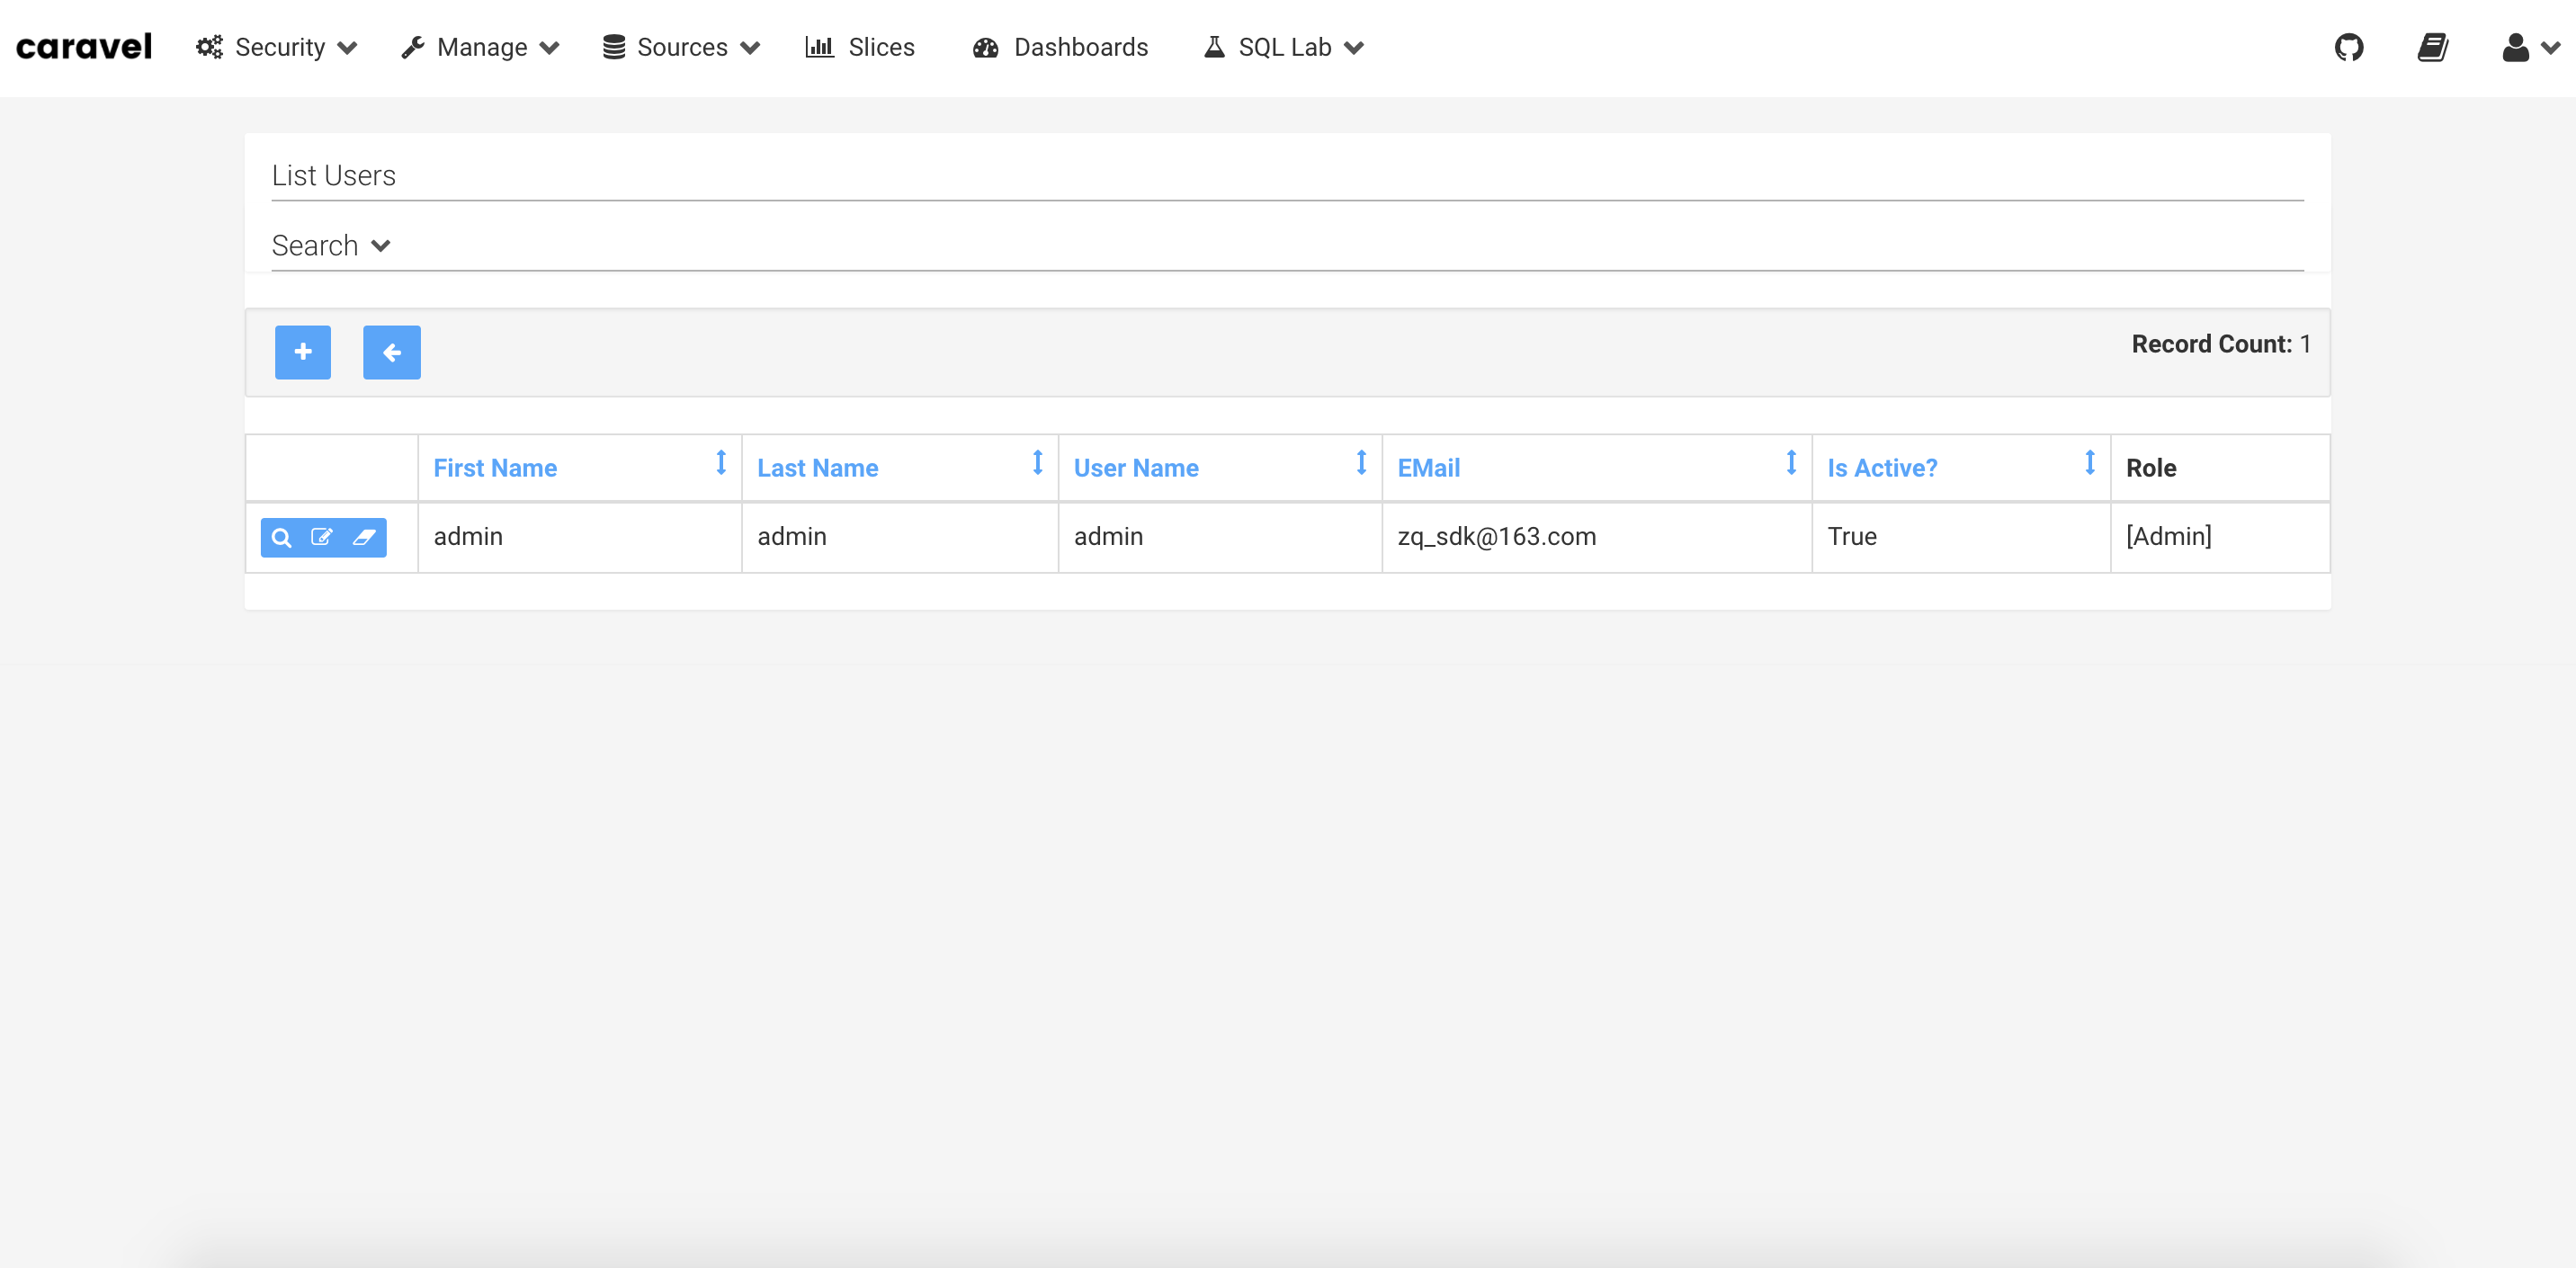 caravel Security Manage Sources Slices Dashboards SQL Lab
List Users
Search
Record Count: 1
First Name Last Name User Name EMail Is Active? Role
admin admin admin zq_sdk@163.com True [Admin]